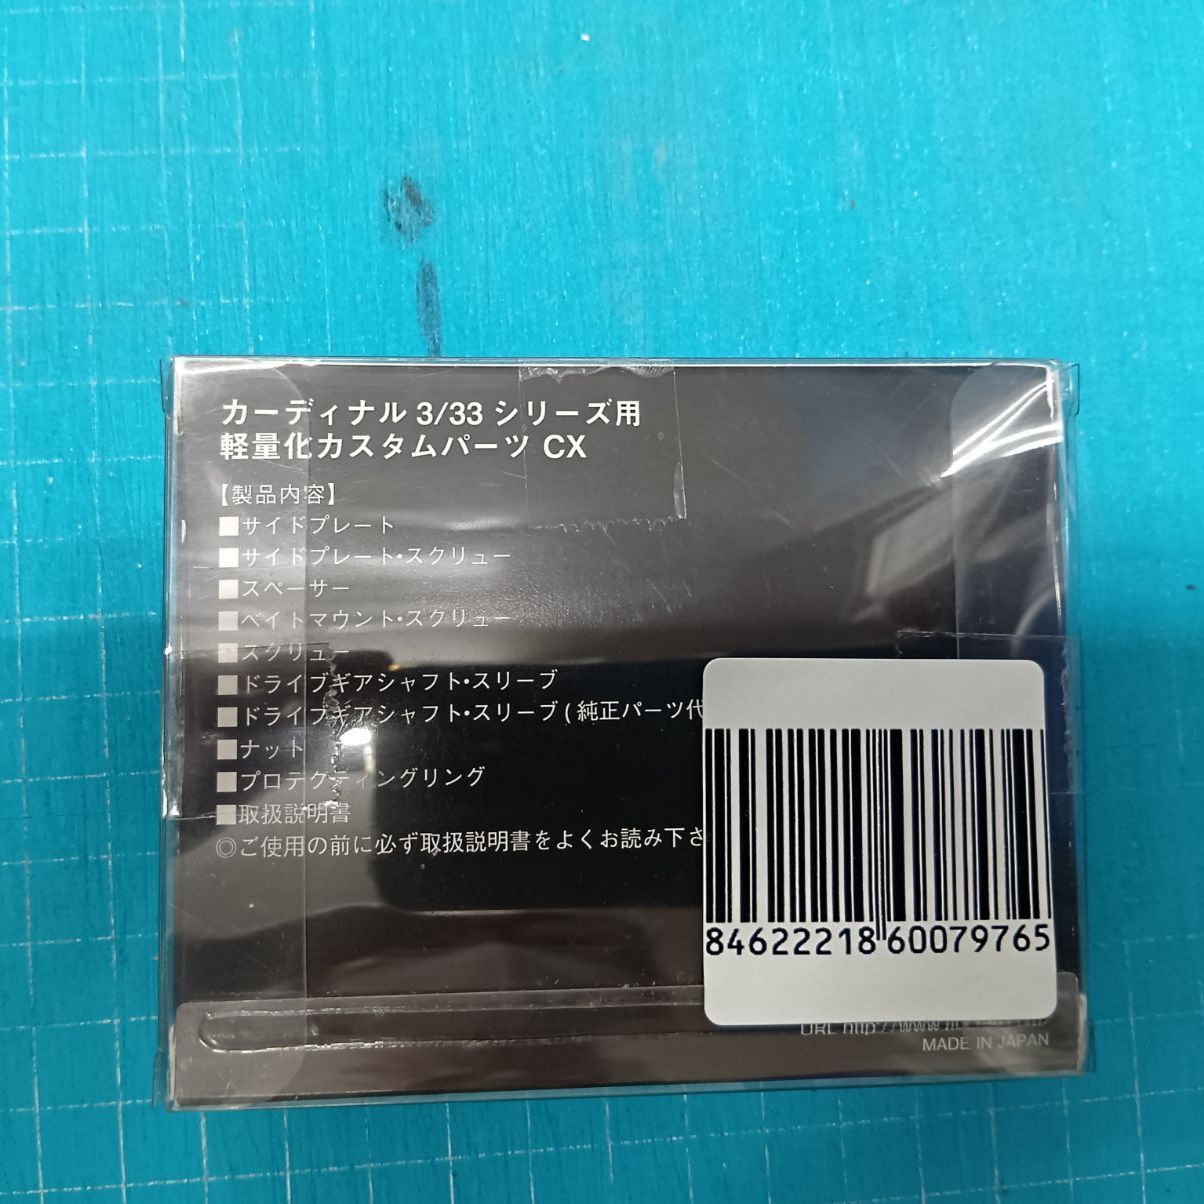 カーディナル 3/33 シリーズ用
軽量化カスタムパーツ CX
【製品内容】
■サイドプレート
■サイドプレート・スクリュー
■スペーサー
■ベイトマウント・スクリュー
■スクリュー
■ドライブギアシャフト・スリーブ
■ドライブギアシャフト・スリーブ ( 純正パーツ代
■ナット
■プロテクティングリング
■取扱説明書
◎ご使用の前に必ず取扱説明書をよくお読み下さ
84622218 60079765
URL http://www.
MADE IN JAPAN